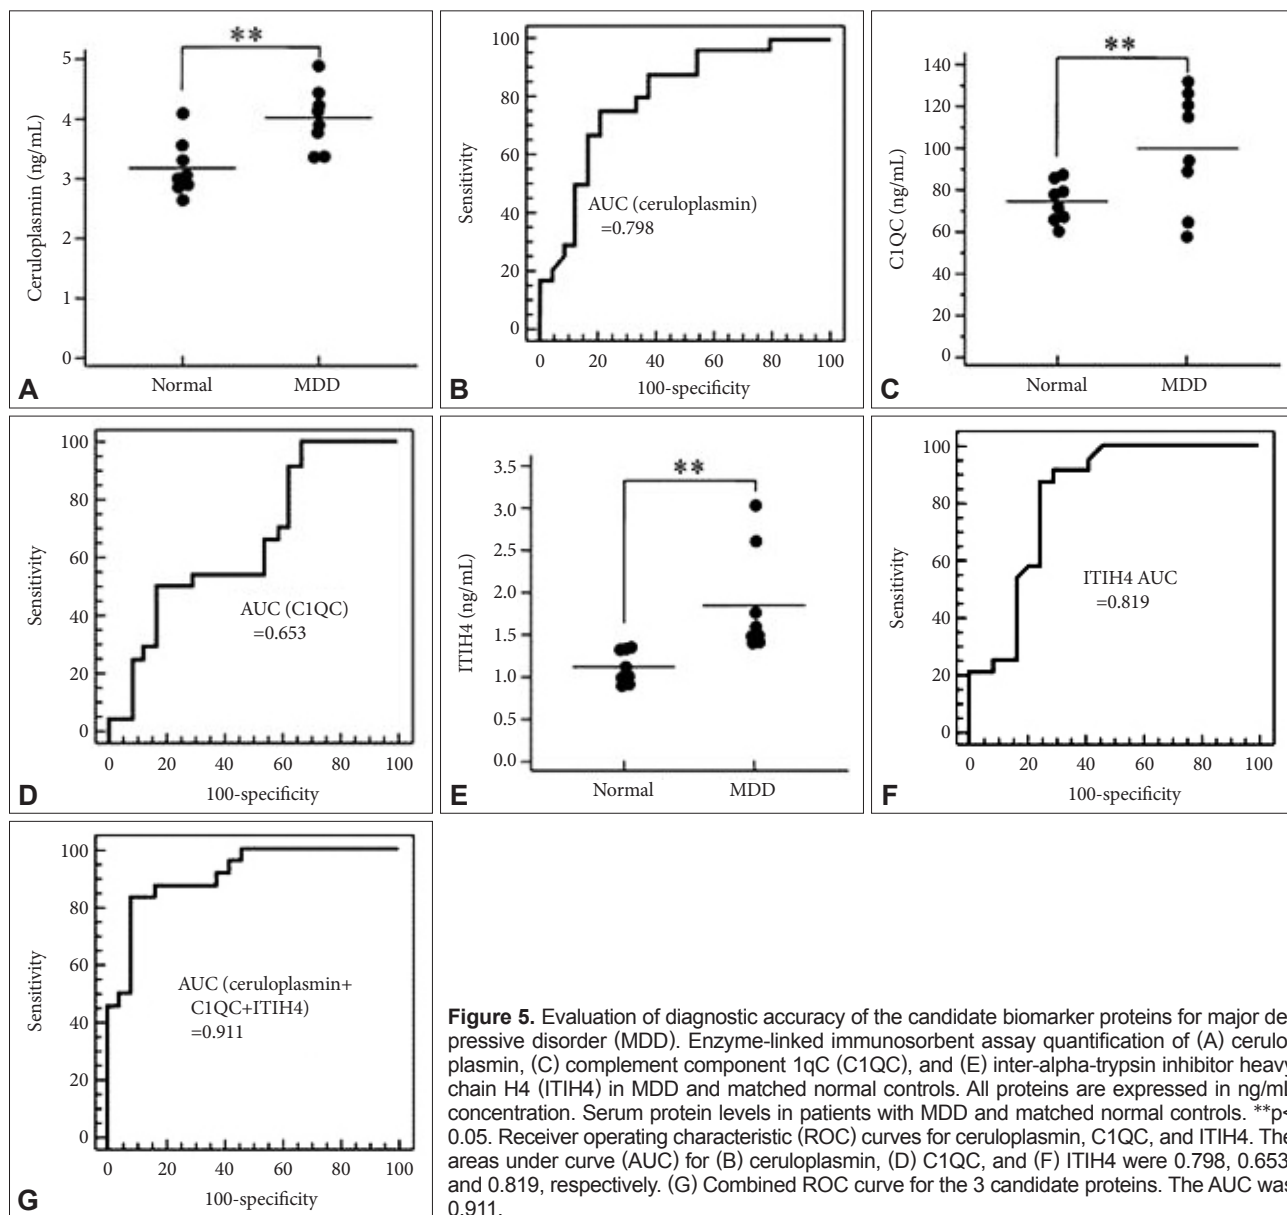 **
5
4
3
2
1
0
Ceruloplasmin (ng/mL)
Normal MDD
A
100
80
60
40
20
0
Sensitivity
AUC (ceruloplasmin)
=0.798
0 20 40 60 80 100
100-specificity
B
**
140
120
100
80
60
40
20
0
C1QC (ng/mL)
Normal MDD
C
100
80
60
40
20
0
Sensitivity
AUC (C1QC)
=0.653
0 20 40 60 80 100
100-specificity
D
**
3.5
3.0
2.5
2.0
1.5
1.0
0.5
0.0
ITIH4 (ng/mL)
Normal MDD
E
100
80
60
40
20
0
Sensitivity
ITIH4 AUC
=0.819
0 20 40 60 80 100
100-specificity
F
100
80
60
40
20
0
Sensitivity
AUC (ceruloplasmin+
C1QC+ITIH4)
=0.911
0 20 40 60 80 100
100-specificity
G
Figure 5. Evaluation of diagnostic accuracy of the candidate biomarker proteins for major de
pressive disorder (MDD). Enzyme-linked immunosorbent assay quantification of (A) cerulo
plasmin, (C) complement component 1qC (C1QC), and (E) inter-alpha-trypsin inhibitor heavy
chain H4 (ITIH4) in MDD and matched normal controls. All proteins are expressed in ng/ml
concentration. Serum protein levels in patients with MDD and matched normal controls. **p<
0.05. Receiver operating characteristic (ROC) curves for ceruloplasmin, C1QC, and ITIH4. The
areas under curve (AUC) for (B) ceruloplasmin, (D) C1QC, and (F) ITIH4 were 0.798, 0.653
and 0.819, respectively. (G) Combined ROC curve for the 3 candidate proteins. The AUC was
0.911.